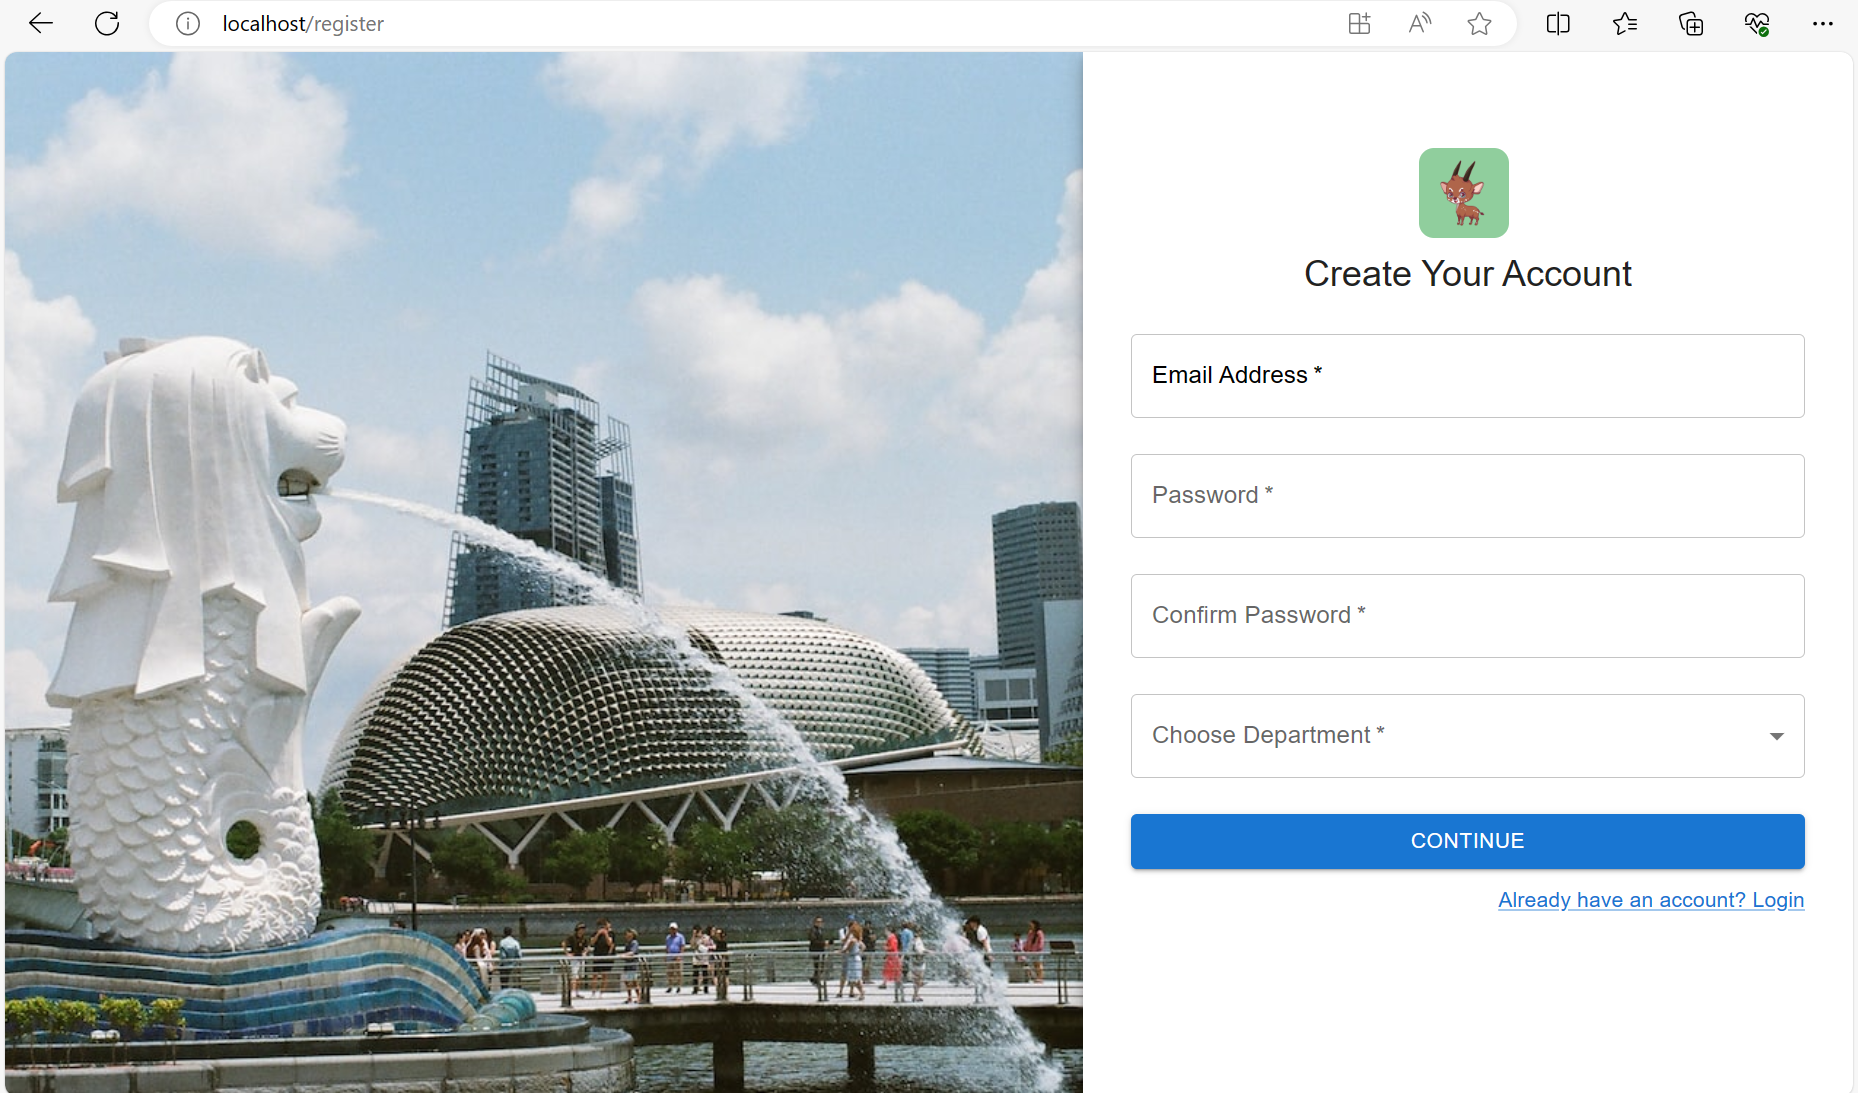 localhost/register
Create Your Account
Email Address *
Password *
Confirm Password *
Choose Department *
CONTINUE
Already have an account? Login